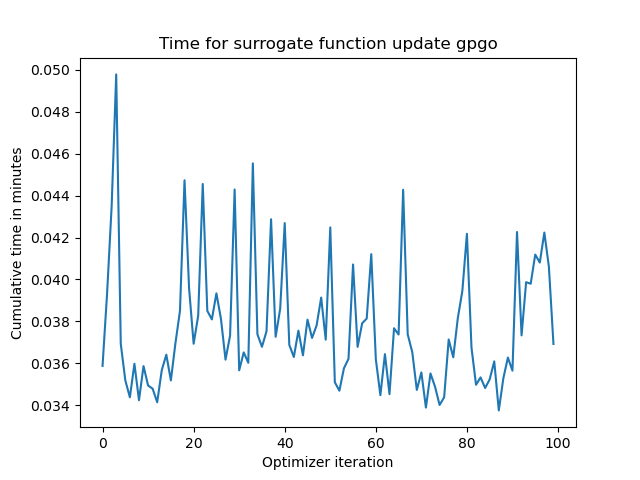 Time for surrogate function update gpgo
Cumulative time in minutes
0.050
0.048
0.046
0.044
0.042
0.040
0.038
0.036
0.034
0 20 40 60 80 100
Optimizer iteration